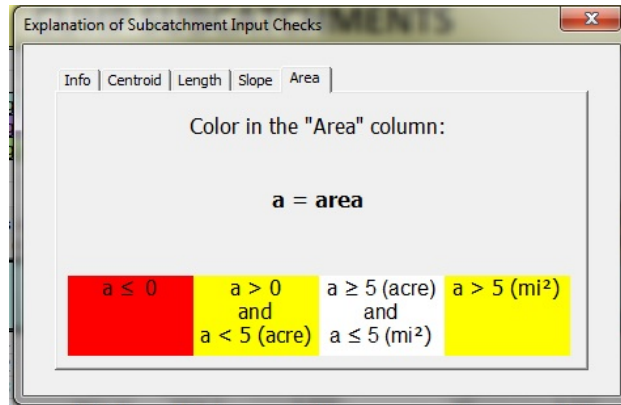 Explanation of Subcatchment Input Checks
Info Centroid Length Slope Area
Color in the "Area" column:
a = area
a ≤ 0
a > 0
and
a < 5 (acre)
a ≥ 5 (acre)
and
a ≤ 5 (mi²)
a > 5 (mi²)